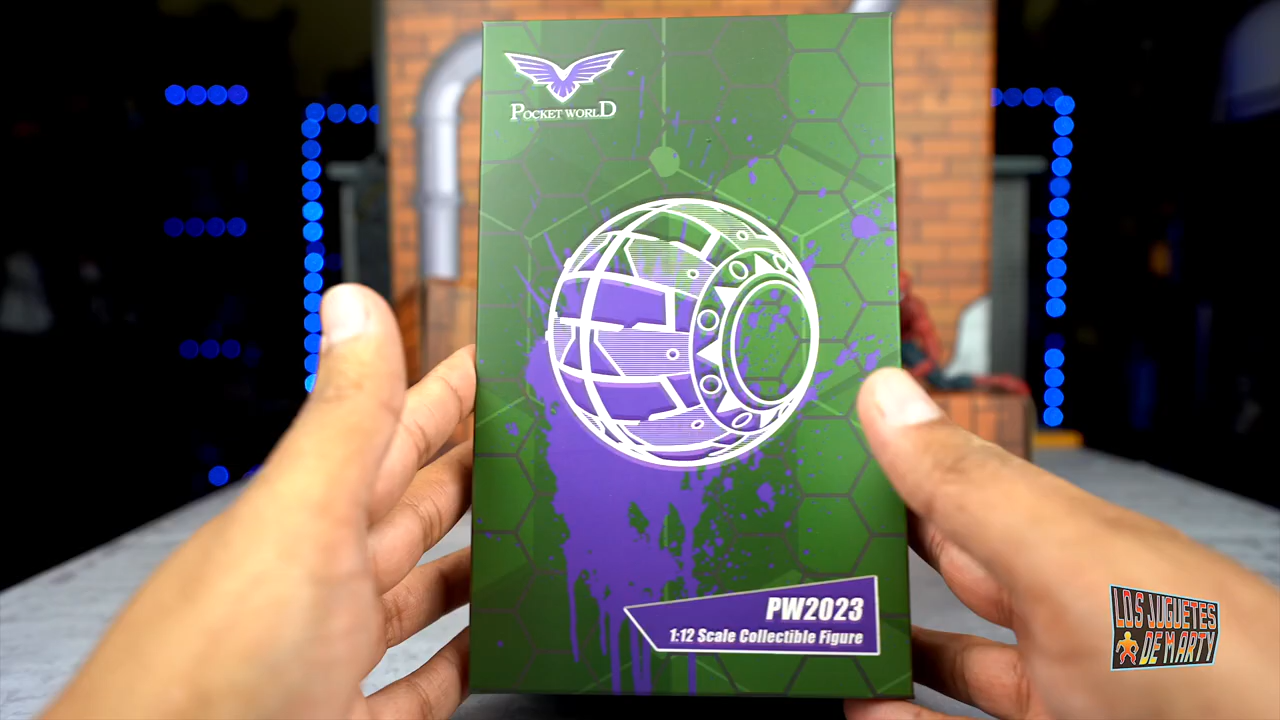 POCKET WORLD
PW2023
1:12 Scale Collectible Figure
LOS JUGUETES
DE MARTY